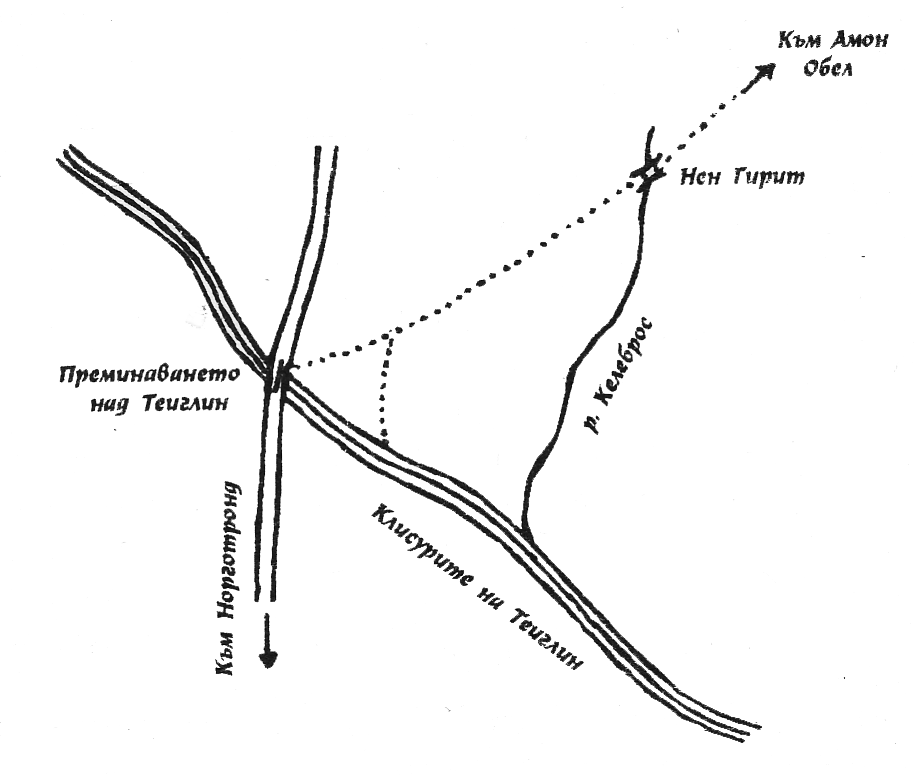 Към Амон
Обел
Нен Гирит
р. Келеброс
Преминаването
над Теиглин
Клисурите на Теиглин
Към Норготронд